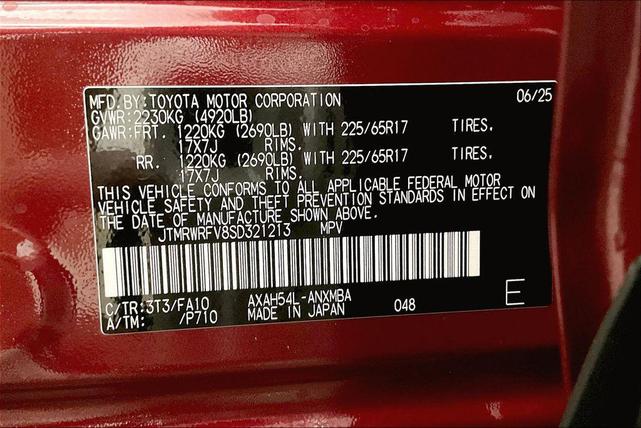 MFD.BY:TOYOTA MOTOR CORPORATION 06/25
GVWR:2230KG (4920LB)
GAWR:FRT. 1220KG (2690LB) WITH 225/65R17 TIRES.
17X7J RIMS.
RR. 1220KG (2690LB) WITH 225/65R17 TIRES.
17X7J RIMS.
THIS VEHICLE CONFORMS TO ALL APPLICABLE FEDERAL MOTOR
VEHICLE SAFETY AND THEFT PREVENTION STANDARDS IN EFFECT ON
THE DATE OF MANUFACTURE SHOWN ABOVE.
JTMRWRFV8SD321213 MPV
C/TR:3T3/FA10 AXAH54L-ANXMBA 048 E
A/TM: /P710 MADE IN JAPAN